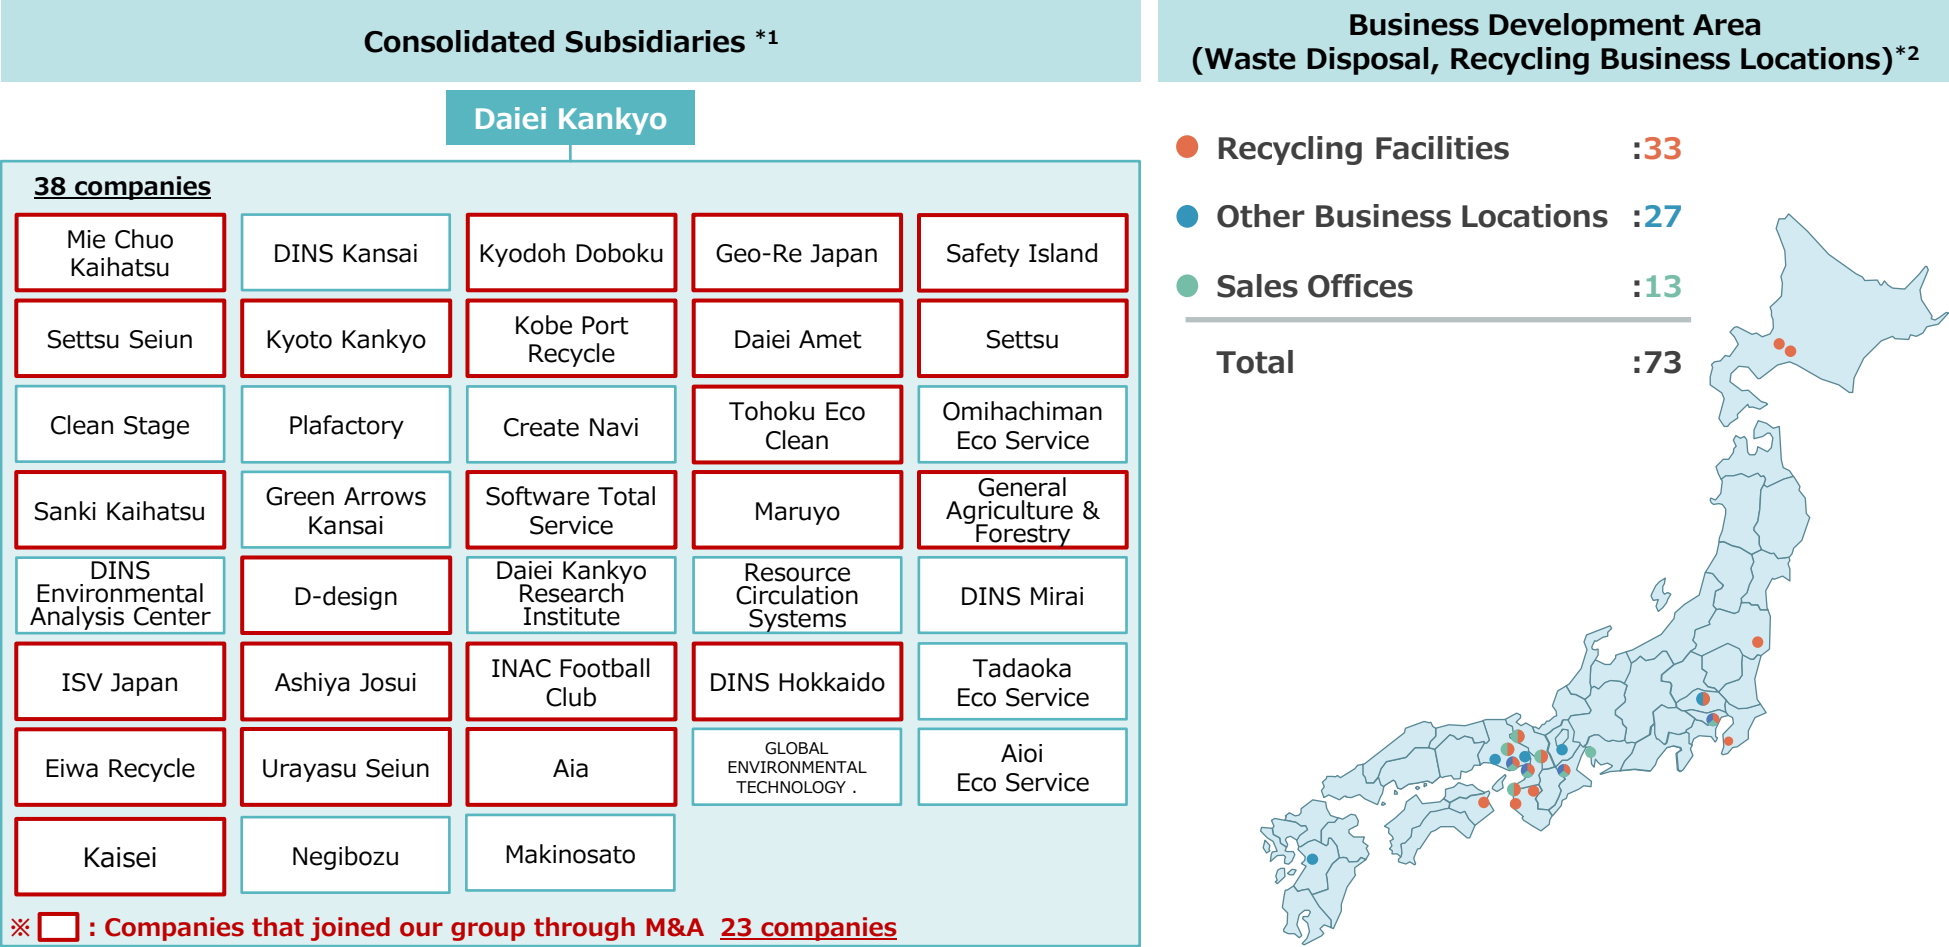 Consolidated Subsidiaries *1
Daiei Kankyo
38 companies
Mie Chuo
Kaihatsu
DINS Kansai
Kyodoh Doboku
Geo-Re Japan
Safety Island
Settsu Seiun
Kyoto Kankyo
Kobe Port
Recycle
Daiei Amet
Settsu
Clean Stage
Plafactory
Create Navi
Tohoku Eco
Clean
Omihachiman
Eco Service
Sanki Kaihatsu
Green Arrows
Kansai
Software Total
Service
Maruyo
General
Agriculture &
Forestry
DINS
Environmental
Analysis Center
D-design
Daiei Kankyo
Research
Institute
Resource
Circulation
Systems
DINS Mirai
ISV Japan
Ashiya Josui
INAC Football
Club
DINS Hokkaido
Tadaoka
Eco Service
Eiwa Recycle
Urayasu Seiun
Aia
GLOBAL
ENVIRONMENTAL
TECHNOLOGY .
Aioi
Eco Service
Kaisei
Negibozu
Makinosato
※ : Companies that joined our group through M&A 23 companies
Business Development Area
(Waste Disposal, Recycling Business Locations)*2
Recycling Facilities :33
Other Business Locations :27
Sales Offices :13
Total :73